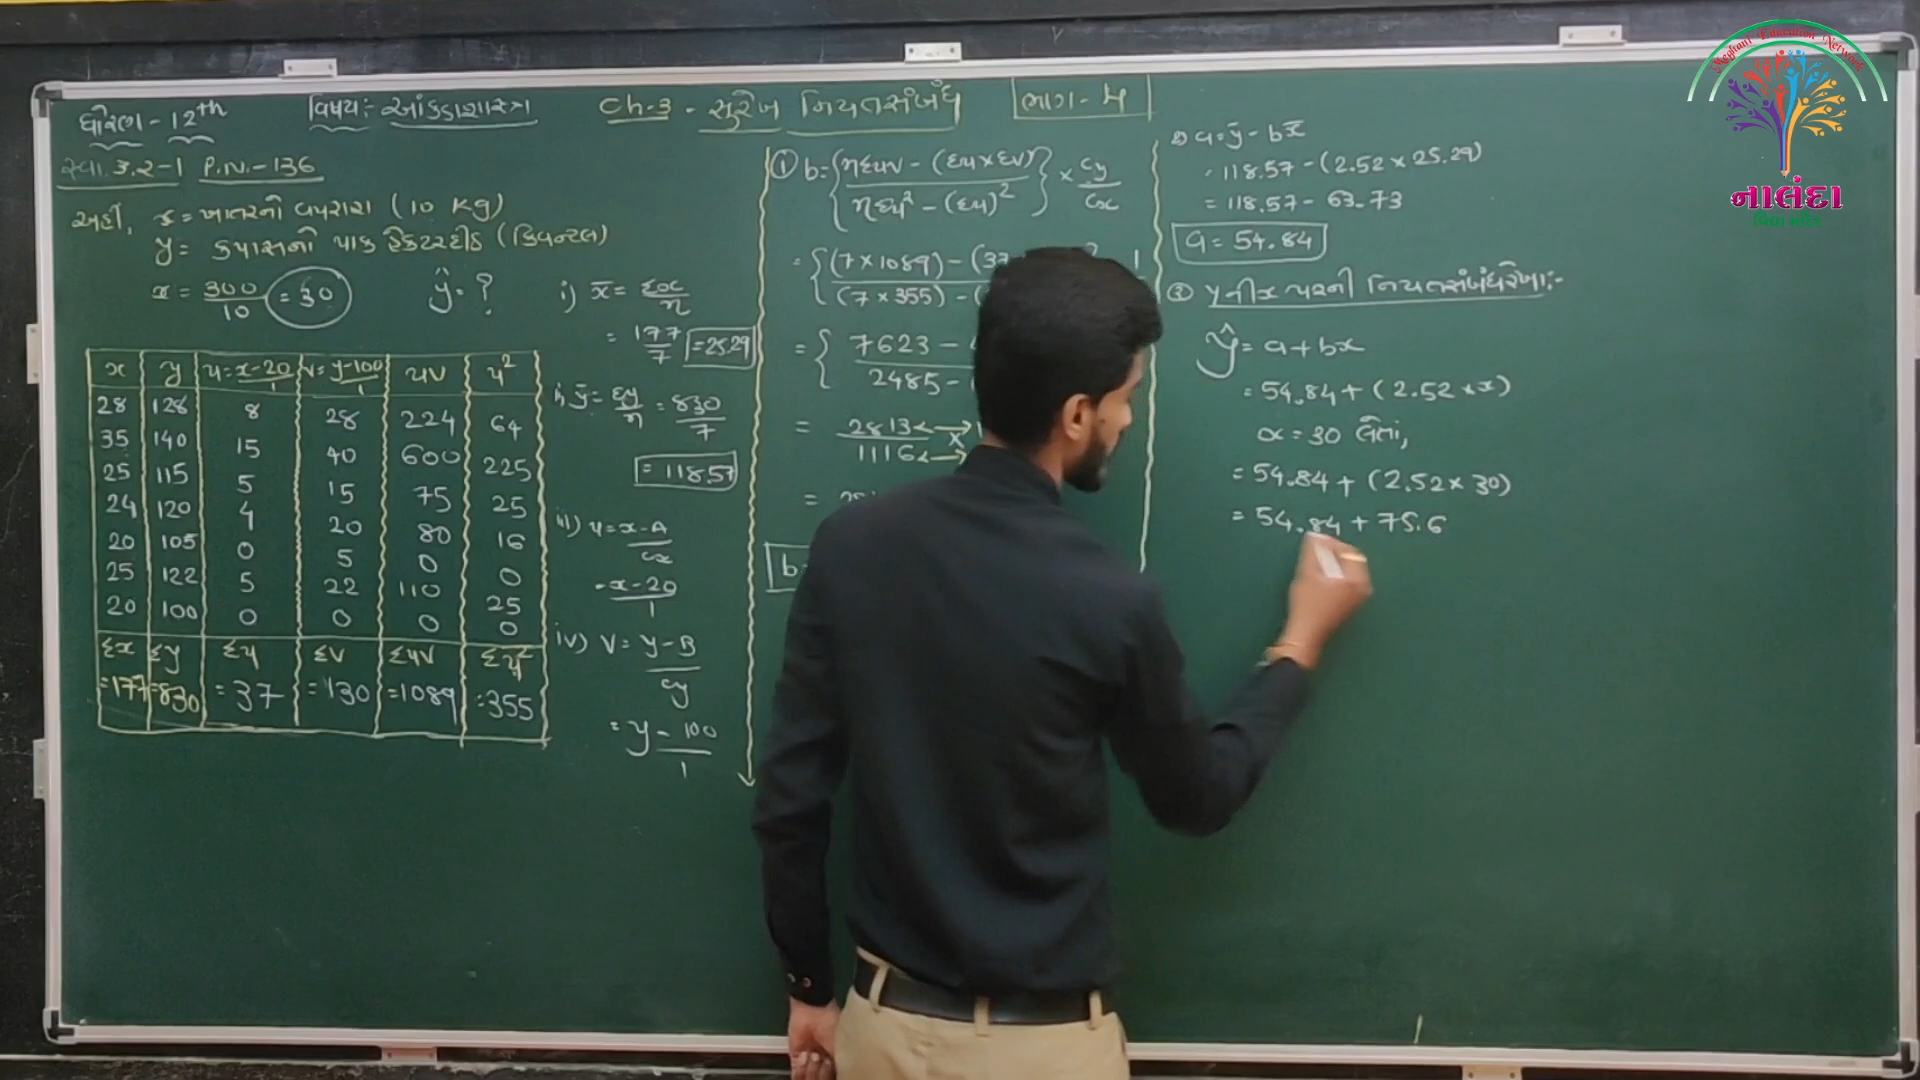 ધોરણ - 12th વિષય:- આંકડાશાસ્ત્ર Ch-3 - સુરેખ નિયતસંબંધ ભાગ - 4
સ્વા. 3.2-1 P.N.-136
અહીં, x = ખાતરનો વપરાશ (10 Kg)
y = કપાસનો પાક હેક્ટરદીઠ (ક્વિન્ટલ)
x = 300/10 = 30 ŷ = ?
x y u=x-20/1 v=y-100/1 uv u²
28 128 8 28 224 64
35 140 15 40 600 225
25 115 5 15 75 25
24 120 4 20 80 16
20 105 0 5 0 0
25 122 5 22 110 25
20 100 0 0 0 0
Σx Σy Σu Σv Σuv Σu²
=177 =830 =37 =130 =1089 =355
i) x̄ = Σx/n
= 177/7 = 25.29
ii) ȳ = Σy/n = 830/7
= 118.57
iii) u = x-A/cx
= x-20/1
iv) v = y-B/cy
= y-100/1
① b = {nΣuv - (Σu×Σv) / nΣu² - (Σu)²} × cy/cx
= {(7×1089) - (37 / (7×355) - (
= {7623 - / 2485 -
= 2813 / 1116 ×
=
b=
② a = ȳ - bx̄
= 118.57 - (2.52×25.29)
= 118.57 - 63.73
a = 54.84
③ y ની x પરની નિયતસંબંધરેખા:-
ŷ = a+bx
= 54.84 + (2.52×x)
x = 30 લેતાં,
= 54.84 + (2.52×30)
= 54.84 + 75.6
Meghani Education Network
નાલંદા
વિદ્યા મંદિર